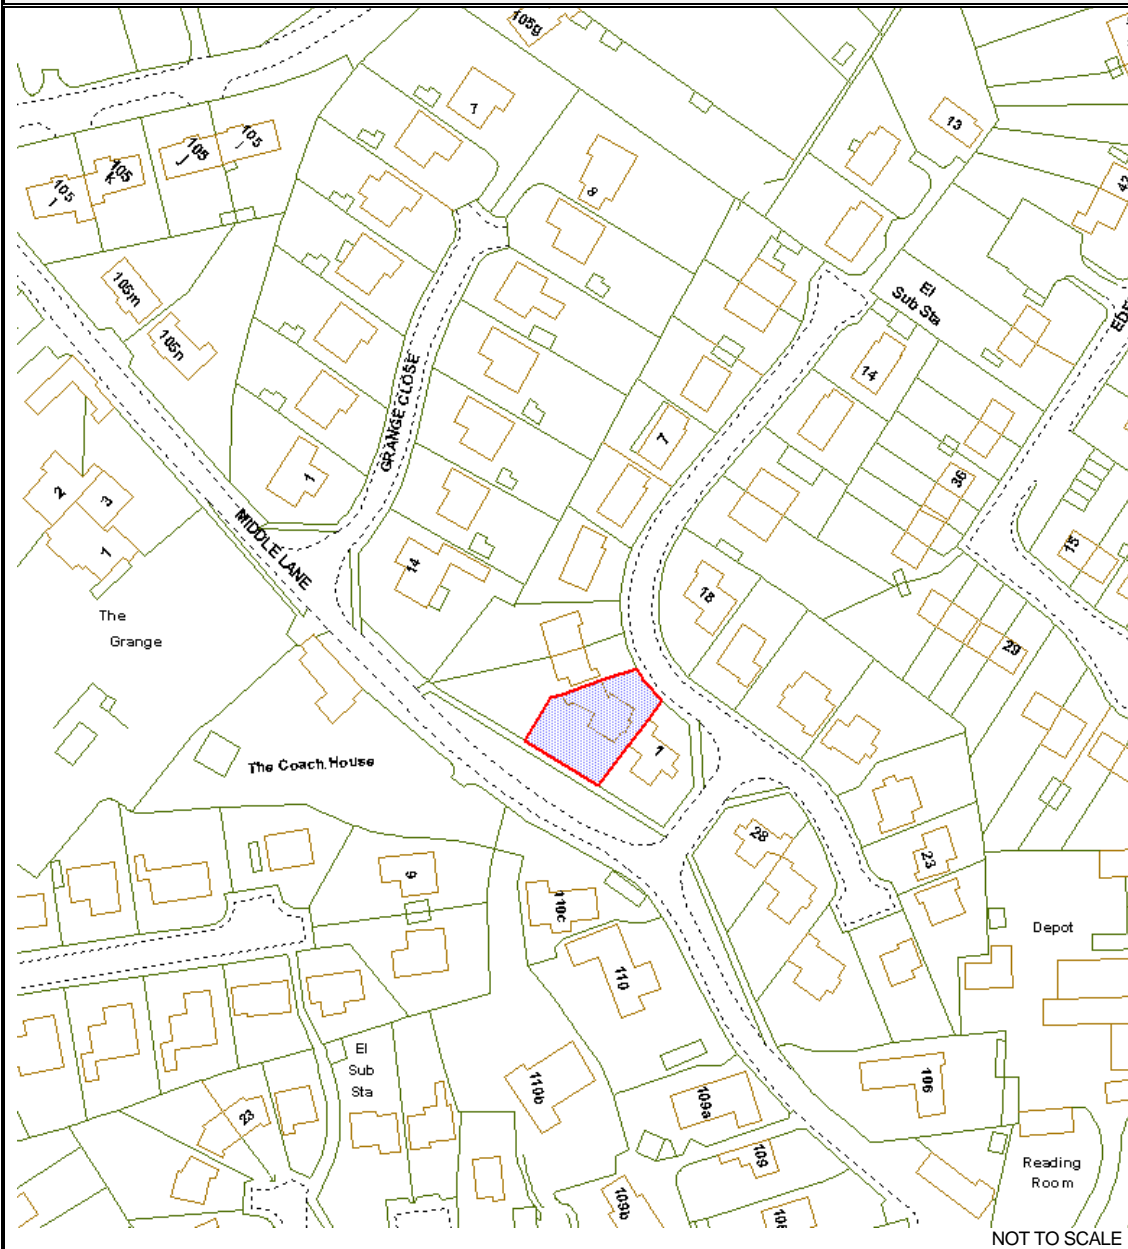 105g
7
13
8
42
105
l
105
k
105
J
105
105m
105n
El
Sub Sta
14
GRANGE CLOSE
7
1
36
15
2
3
1
MIDDLE LANE
14
18
The
Grange
29
The Coach House
1
28
23
9
110c
Depot
110
El
Sub
Sta
110b
106
109a
23
109
Reading
Room
109b
NOT TO SCALE